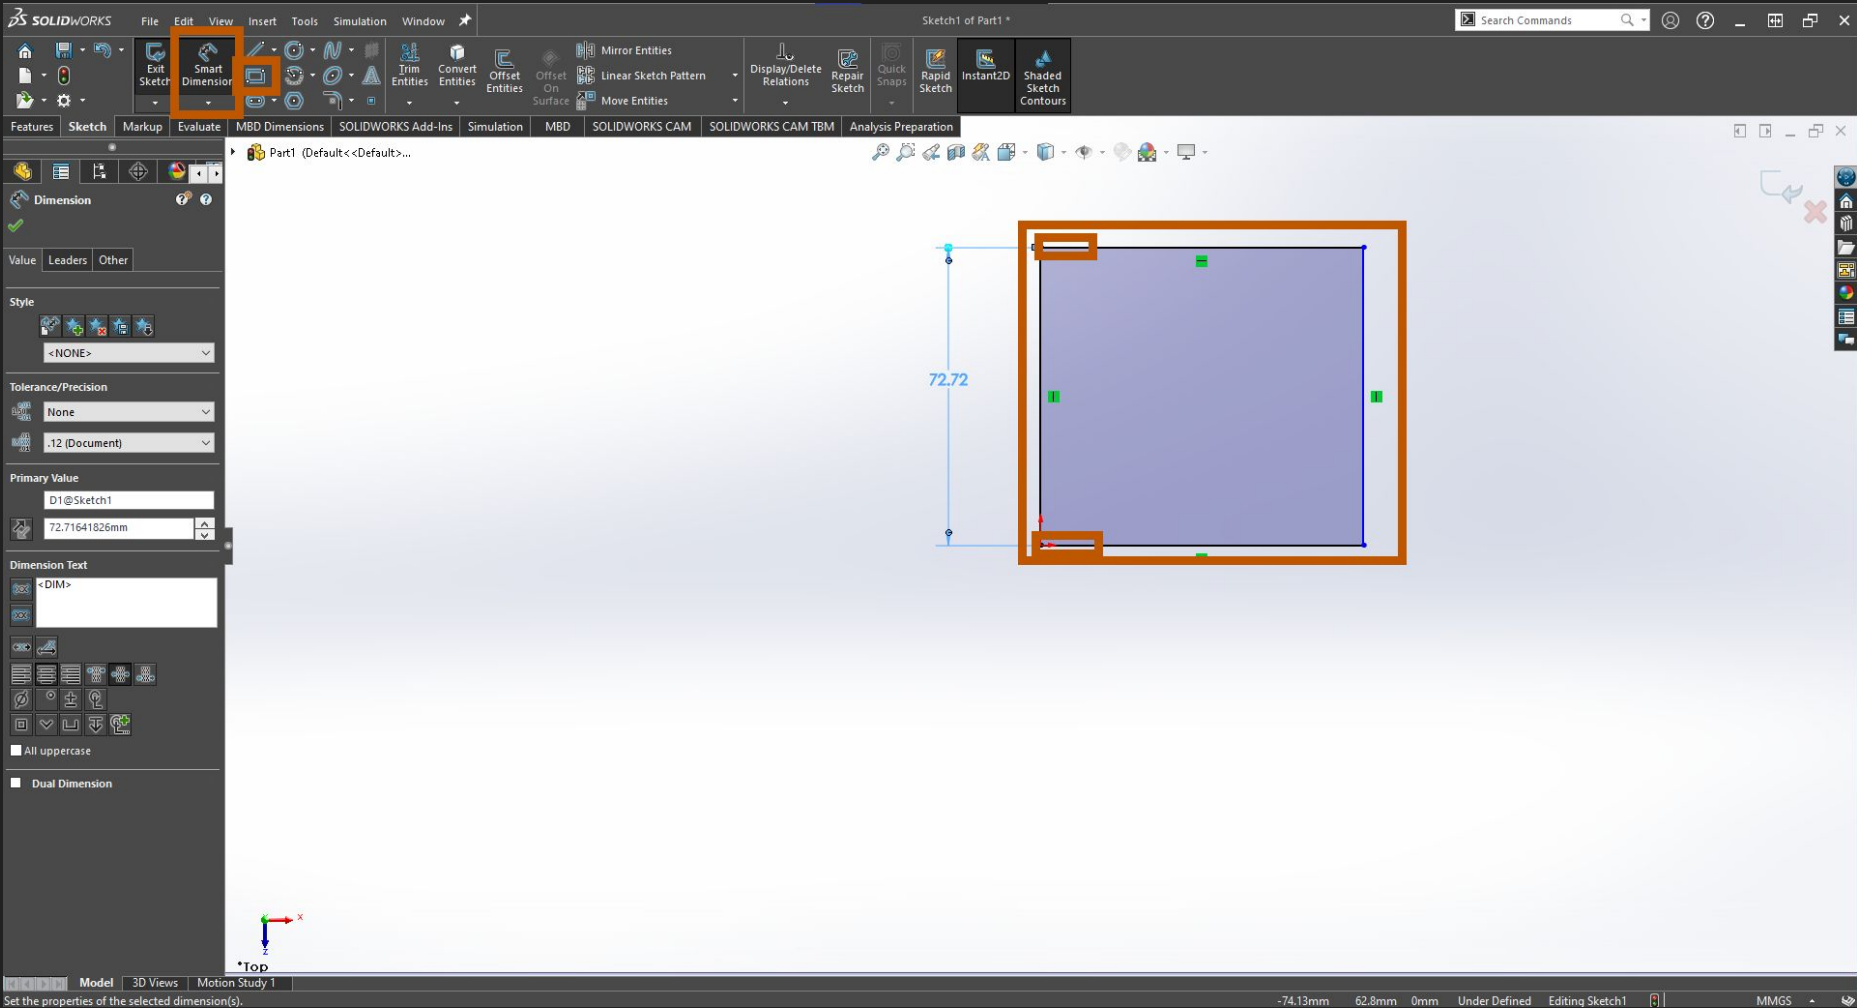 SOLIDWORKS File Edit View Insert Tools Simulation Window Sketch1 of Part1 * Search Commands
Exit Sketch
Smart Dimension
Trim Entities
Convert Entities
Offset Entities
Offset On Surface
Mirror Entities
Linear Sketch Pattern
Move Entities
Display/Delete Relations
Repair Sketch
Quick Snaps
Rapid Sketch
Instant2D
Shaded Sketch Contours
Features Sketch Markup Evaluate MBD Dimensions SOLIDWORKS Add-Ins Simulation MBD SOLIDWORKS CAM SOLIDWORKS CAM TBM Analysis Preparation
Part1 (Default<<Default>...
Dimension
Value Leaders Other
Style
<NONE>
Tolerance/Precision
None
.12 (Document)
Primary Value
D1@Sketch1
72.71641826mm
Dimension Text
<DIM>
All uppercase
Dual Dimension
72.72
x
z
*Top
Model 3D Views Motion Study 1
Set the properties of the selected dimension(s).
-74.13mm 62.8mm 0mm Under Defined Editing Sketch1 MMGS